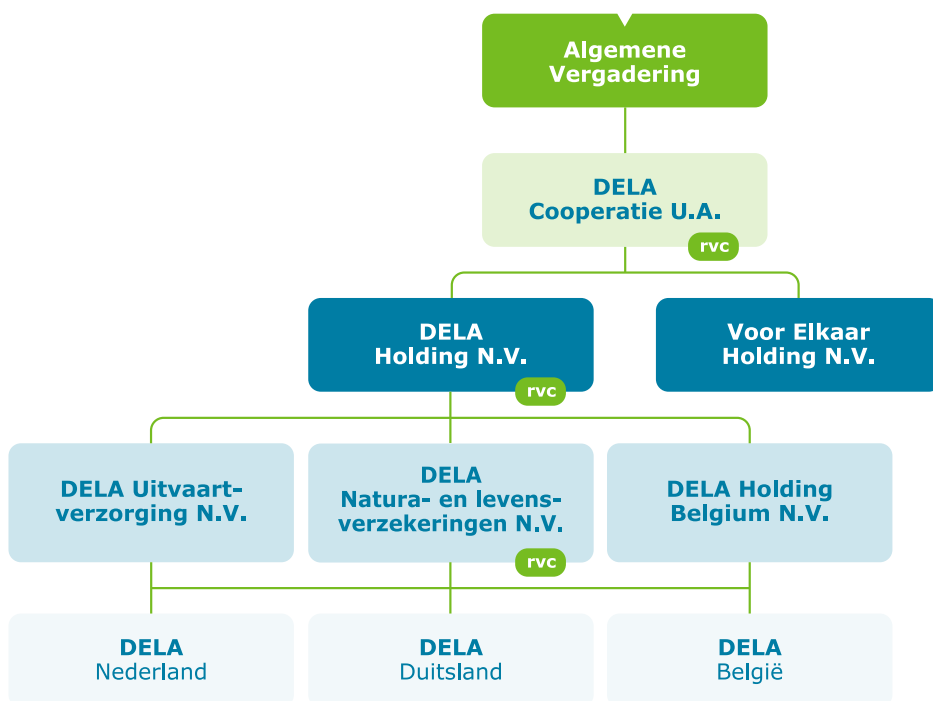 Algemene
Vergadering
DELA
Cooperatie U.A.
rvc
DELA
Holding N.V.
rvc
Voor Elkaar
Holding N.V.
DELA Uitvaart-
verzorging N.V.
DELA
Natura- en levens-
verzekeringen N.V.
rvc
DELA Holding
Belgium N.V.
DELA
Nederland
DELA
Duitsland
DELA
België